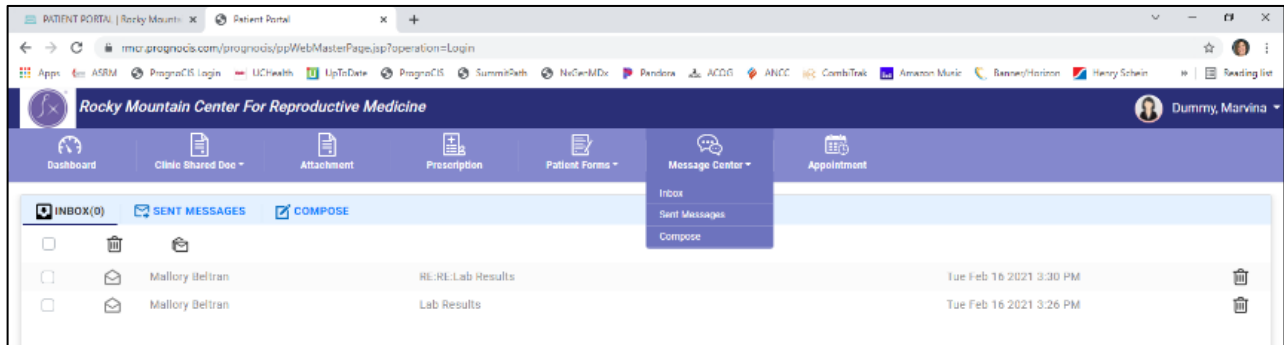 PATIENT PORTAL | Rocky Mounta
Patient Portal
rmcr.prognocis.com/prognocis/ppWebMasterPage.jsp?operation=Login
Apps ASRM PrognoCIS Login UCHealth UpToDate PrognoCIS SummitPath NxGenMDx Pandora ACOG ANCC CombiTrak Amazon Music Banner/Horizon Henry Schein » Reading list
Rocky Mountain Center For Reproductive Medicine
Dummy, Marvina
Dashboard Clinic Shared Doc Attachment Prescription Patient Forms Message Center Appointment
Inbox
Sent Messages
Compose
INBOX(0) SENT MESSAGES COMPOSE
Mallory Beltran RE:RE:Lab Results Tue Feb 16 2021 3:30 PM
Mallory Beltran Lab Results Tue Feb 16 2021 3:26 PM